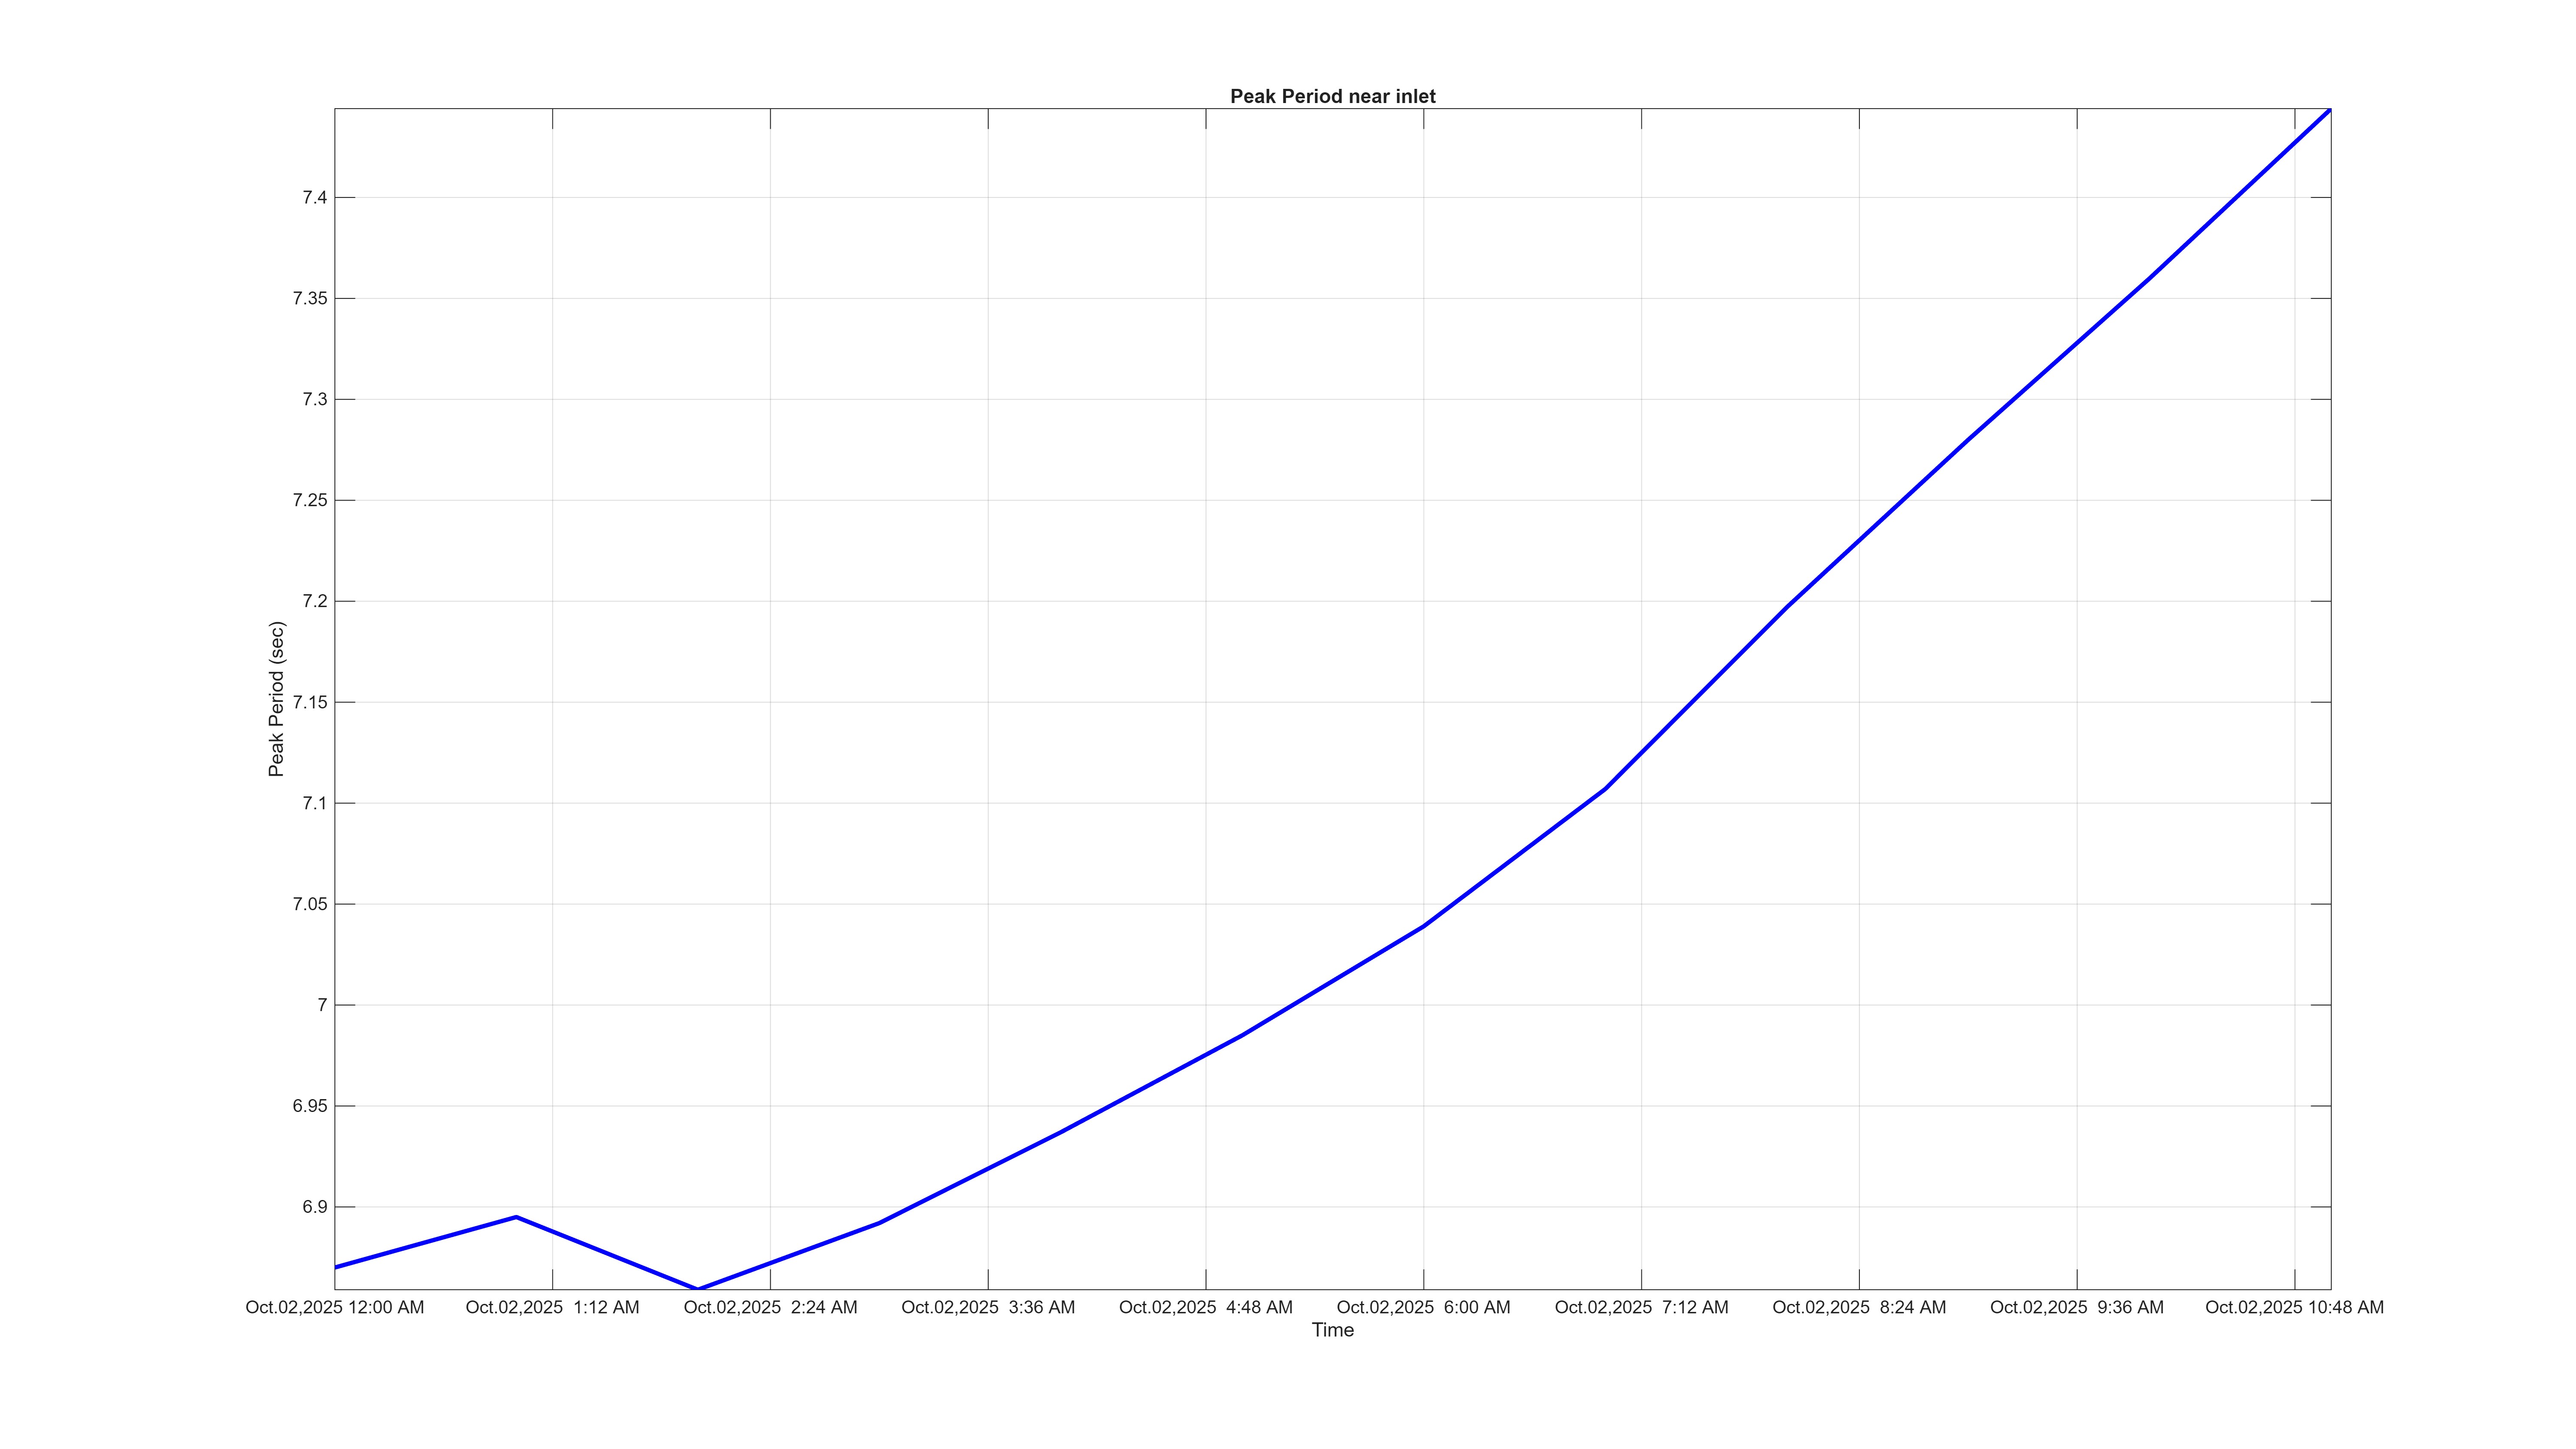 Peak Period near inlet
7.4
7.35
7.3
7.25
7.2
7.15
7.1
7.05
7
6.95
6.9
Peak Period (sec)
Oct.02,2025 12:00 AM
Oct.02,2025  1:12 AM
Oct.02,2025  2:24 AM
Oct.02,2025  3:36 AM
Oct.02,2025  4:48 AM
Oct.02,2025  6:00 AM
Oct.02,2025  7:12 AM
Oct.02,2025  8:24 AM
Oct.02,2025  9:36 AM
Oct.02,2025 10:48 AM
Time